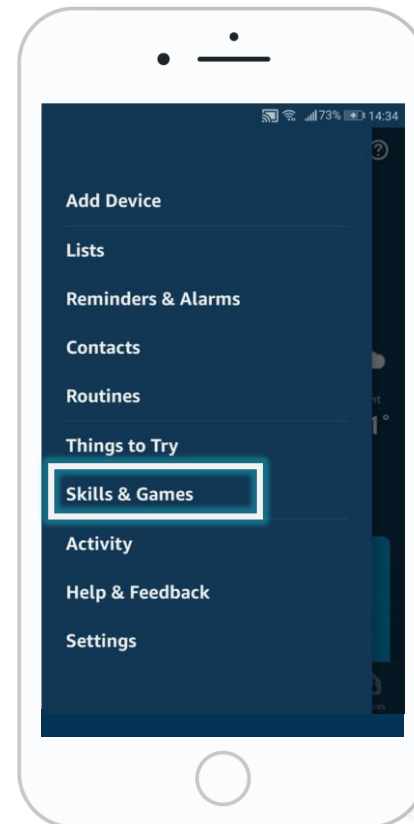 73% 14:34
Add Device
Lists
Reminders & Alarms
Contacts
Routines
Things to Try
Skills & Games
Activity
Help & Feedback
Settings